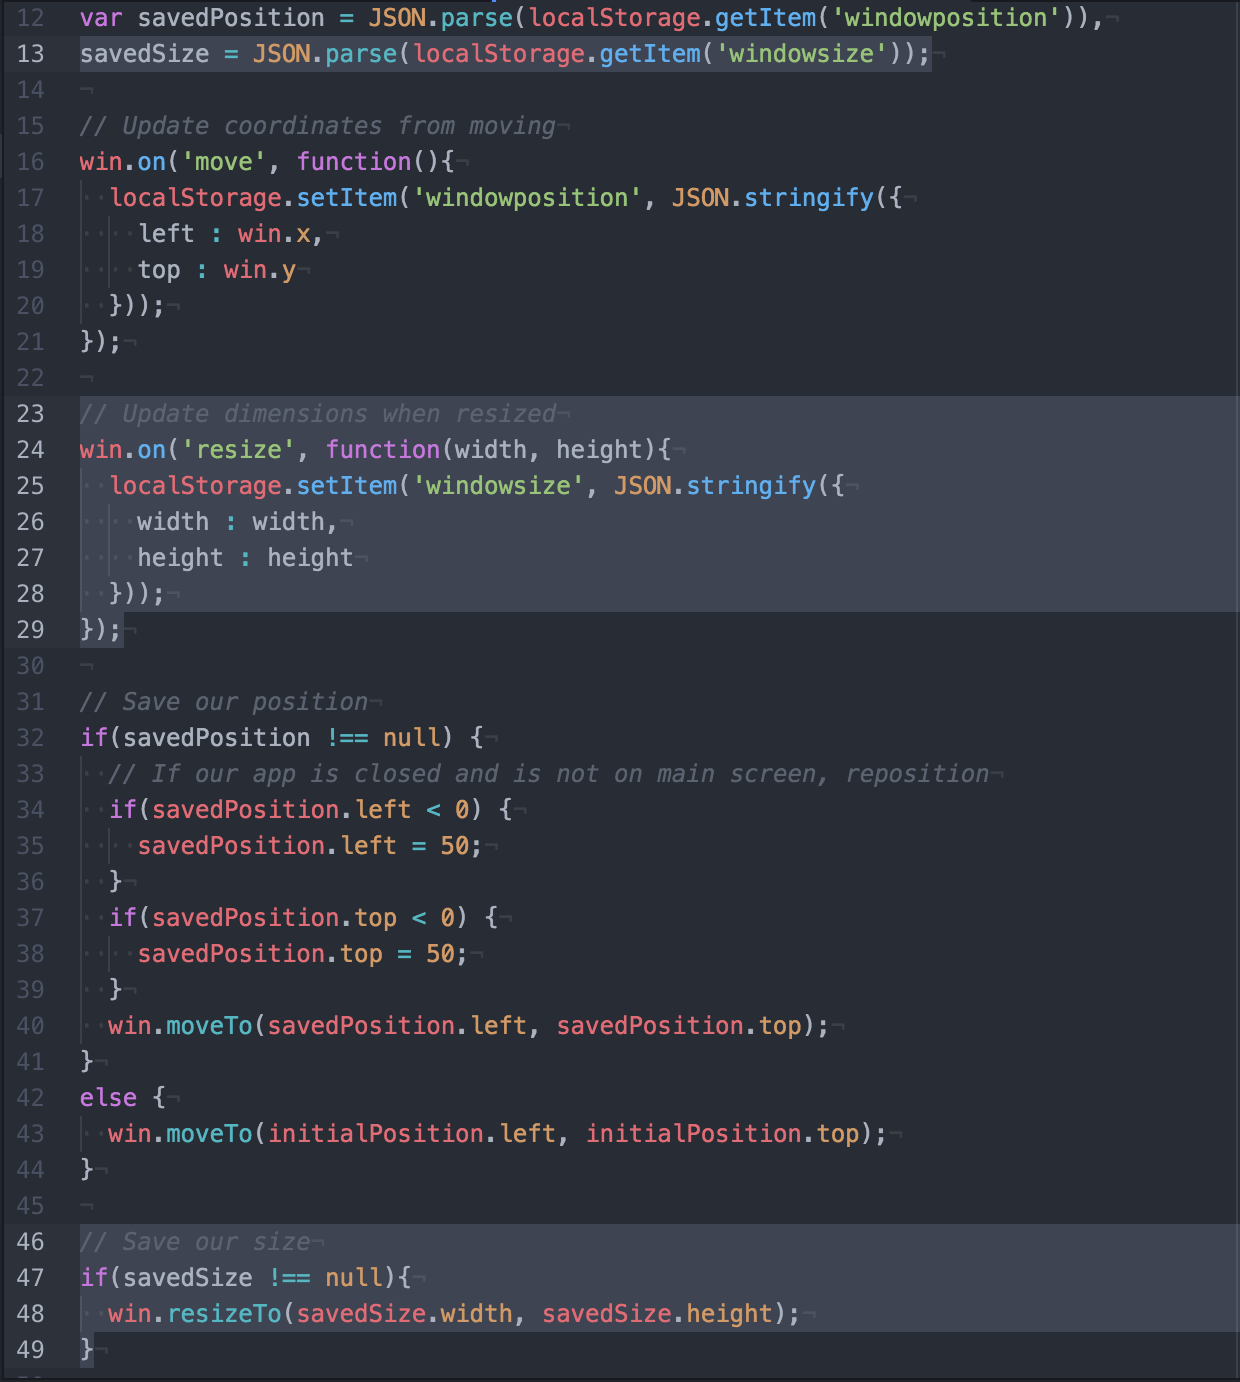 12 var savedPosition = JSON.parse(localStorage.getItem('windowposition')),¬
13 savedSize = JSON.parse(localStorage.getItem('windowsize'));¬
14 ¬
15 // Update coordinates from moving¬
16 win.on('move', function(){¬
17 ··localStorage.setItem('windowposition', JSON.stringify({¬
18 ····left : win.x,¬
19 ····top : win.y¬
20 ··}));¬
21 });¬
22 ¬
23 // Update dimensions when resized¬
24 win.on('resize', function(width, height){¬
25 ··localStorage.setItem('windowsize', JSON.stringify({¬
26 ····width : width,¬
27 ····height : height¬
28 ··}));¬
29 });¬
30 ¬
31 // Save our position¬
32 if(savedPosition !== null) {¬
33 ··// If our app is closed and is not on main screen, reposition¬
34 ··if(savedPosition.left < 0) {¬
35 ····savedPosition.left = 50;¬
36 ··}¬
37 ··if(savedPosition.top < 0) {¬
38 ····savedPosition.top = 50;¬
39 ··}¬
40 ··win.moveTo(savedPosition.left, savedPosition.top);¬
41 }¬
42 else {¬
43 ··win.moveTo(initialPosition.left, initialPosition.top);¬
44 }¬
45 ¬
46 // Save our size¬
47 if(savedSize !== null){¬
48 ··win.resizeTo(savedSize.width, savedSize.height);¬
49 }¬